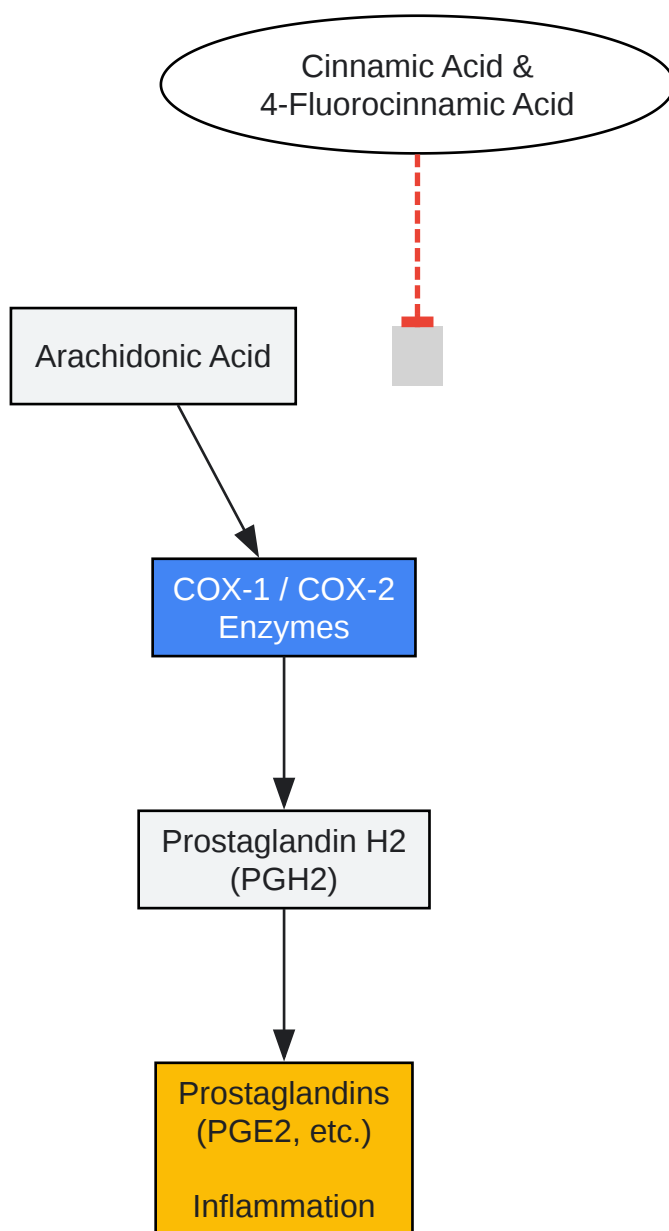 Cinnamic Acid &
4-Fluorocinnamic Acid
Arachidonic Acid
COX-1 / COX-2
Enzymes
Prostaglandin H2
(PGH2)
Prostaglandins
(PGE2, etc.)
Inflammation